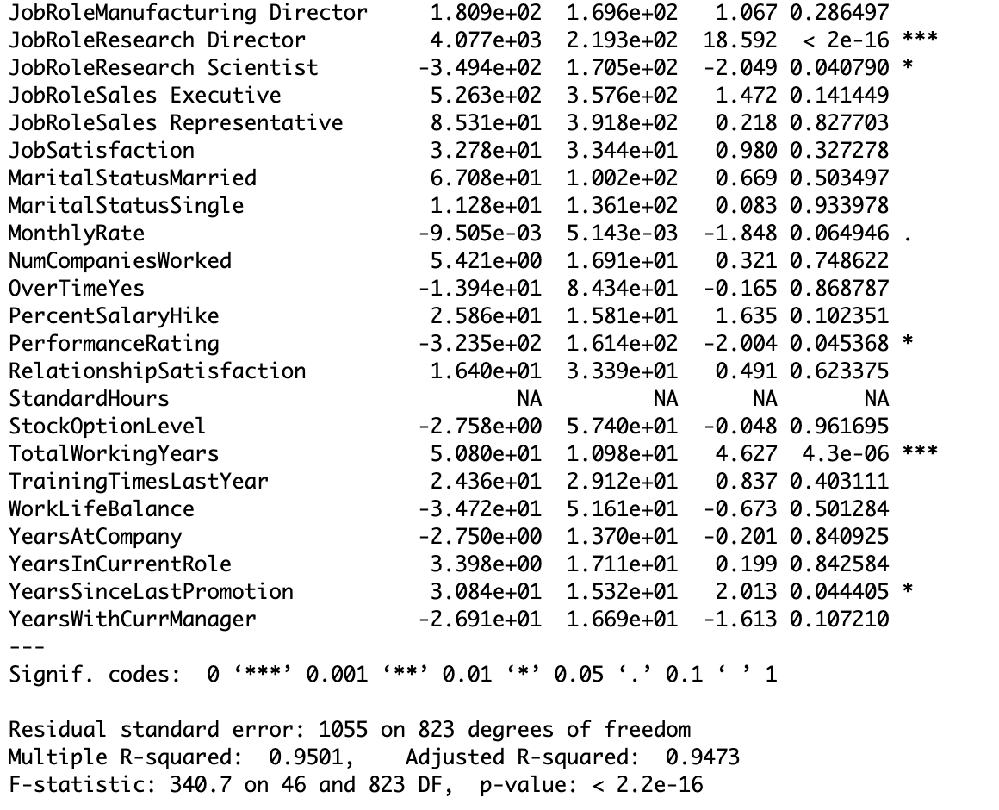 JobRoleManufacturing Director 1.809e+02 1.696e+02 1.067 0.286497
JobRoleResearch Director 4.077e+03 2.193e+02 18.592 < 2e-16 ***
JobRoleResearch Scientist -3.494e+02 1.705e+02 -2.049 0.040790 *
JobRoleSales Executive 5.263e+02 3.576e+02 1.472 0.141449
JobRoleSales Representative 8.531e+01 3.918e+02 0.218 0.827703
JobSatisfaction 3.278e+01 3.344e+01 0.980 0.327278
MaritalStatusMarried 6.708e+01 1.002e+02 0.669 0.503497
MaritalStatusSingle 1.128e+01 1.361e+02 0.083 0.933978
MonthlyRate -9.505e-03 5.143e-03 -1.848 0.064946 .
NumCompaniesWorked 5.421e+00 1.691e+01 0.321 0.748622
OverTimeYes -1.394e+01 8.434e+01 -0.165 0.868787
PercentSalaryHike 2.586e+01 1.581e+01 1.635 0.102351
PerformanceRating -3.235e+02 1.614e+02 -2.004 0.045368 *
RelationshipSatisfaction 1.640e+01 3.339e+01 0.491 0.623375
StandardHours NA NA NA NA
StockOptionLevel -2.758e+00 5.740e+01 -0.048 0.961695
TotalWorkingYears 5.080e+01 1.098e+01 4.627 4.3e-06 ***
TrainingTimesLastYear 2.436e+01 2.912e+01 0.837 0.403111
WorkLifeBalance -3.472e+01 5.161e+01 -0.673 0.501284
YearsAtCompany -2.750e+00 1.370e+01 -0.201 0.840925
YearsInCurrentRole 3.398e+00 1.711e+01 0.199 0.842584
YearsSinceLastPromotion 3.084e+01 1.532e+01 2.013 0.044405 *
YearsWithCurrManager -2.691e+01 1.669e+01 -1.613 0.107210
---
Signif. codes: 0 ‘***’ 0.001 ‘**’ 0.01 ‘*’ 0.05 ‘.’ 0.1 ‘ ’ 1
Residual standard error: 1055 on 823 degrees of freedom
Multiple R-squared: 0.9501, Adjusted R-squared: 0.9473
F-statistic: 340.7 on 46 and 823 DF, p-value: < 2.2e-16